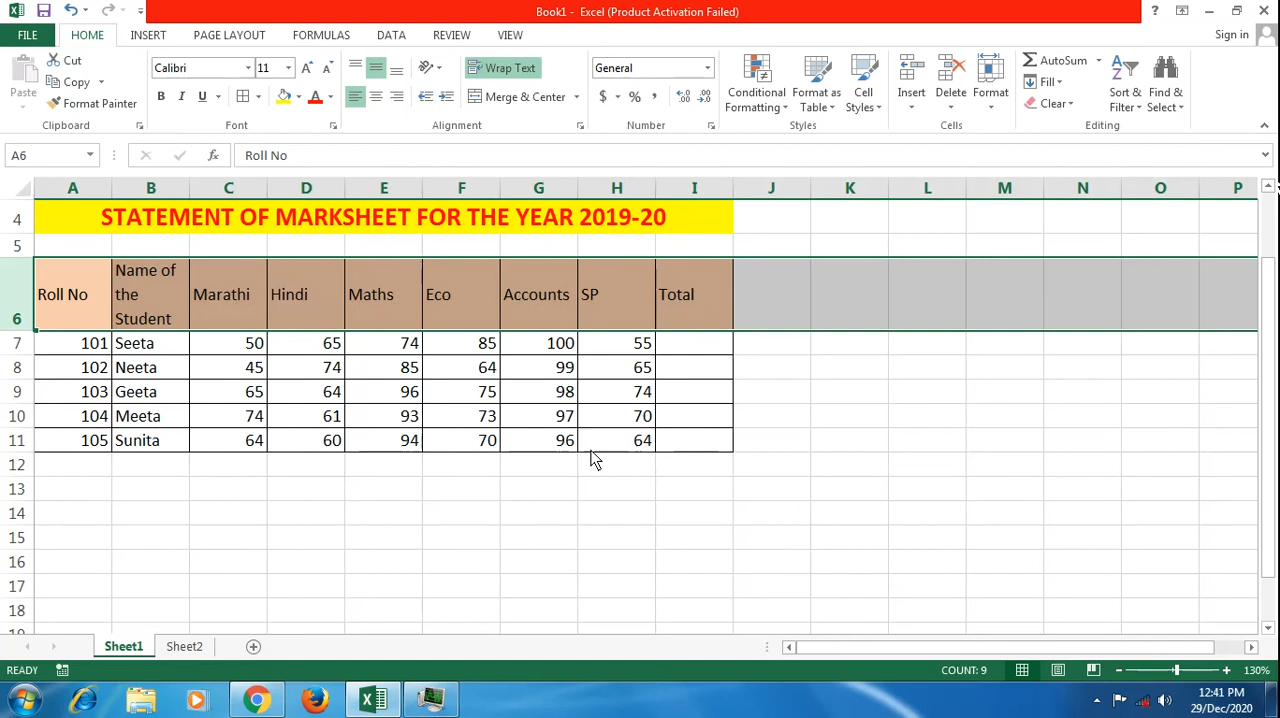 Book1 - Excel (Product Activation Failed)
?
FILE HOME INSERT PAGE LAYOUT FORMULAS DATA REVIEW VIEW Sign in
Paste
Cut
Copy
Format Painter
Clipboard
Calibri 11
B I U
Font
Wrap Text
Merge & Center
Alignment
General
$ % ,
Number
Conditional Formatting
Format as Table
Cell Styles
Styles
Insert
Delete
Format
Cells
AutoSum
Fill
Clear
Sort & Filter
Find & Select
Editing
A6 fx Roll No
A B C D E F G H I J K L M N O P
4 STATEMENT OF MARKSHEET FOR THE YEAR 2019-20
5
6 Roll No Name of the Student Marathi Hindi Maths Eco Accounts SP Total
7 101 Seeta 50 65 74 85 100 55
8 102 Neeta 45 74 85 64 99 65
9 103 Geeta 65 64 96 75 98 74
10 104 Meeta 74 61 93 73 97 70
11 105 Sunita 64 60 94 70 96 64
12
13
14
15
16
17
18
19
Sheet1 Sheet2
READY COUNT: 9 130%
12:41 PM
29/Dec/2020